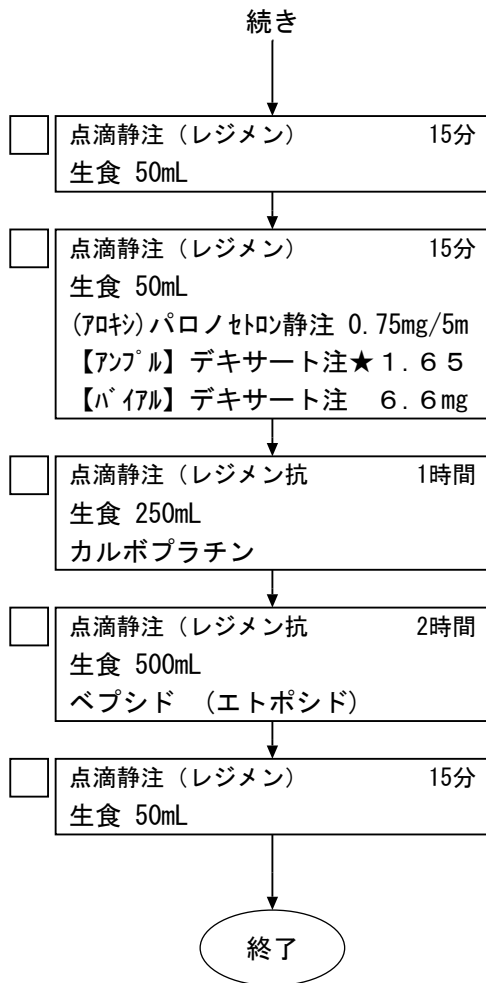 続き
点滴静注（レジメン） 15分
生食 50mL
点滴静注（レジメン） 15分
生食 50mL
(ｱﾛｷｼ)パロノｾﾄﾛﾝ静注 0.75mg/5m
【ｱﾝﾌﾟﾙ】デキサート注★１．６５
【ﾊﾞｲｱﾙ】デキサート注　６．６mg
点滴静注（レジメン抗 1時間
生食 250mL
カルボプラチン
点滴静注（レジメン抗 2時間
生食 500mL
ベプシド　（エトポシド）
点滴静注（レジメン） 15分
生食 50mL
終了